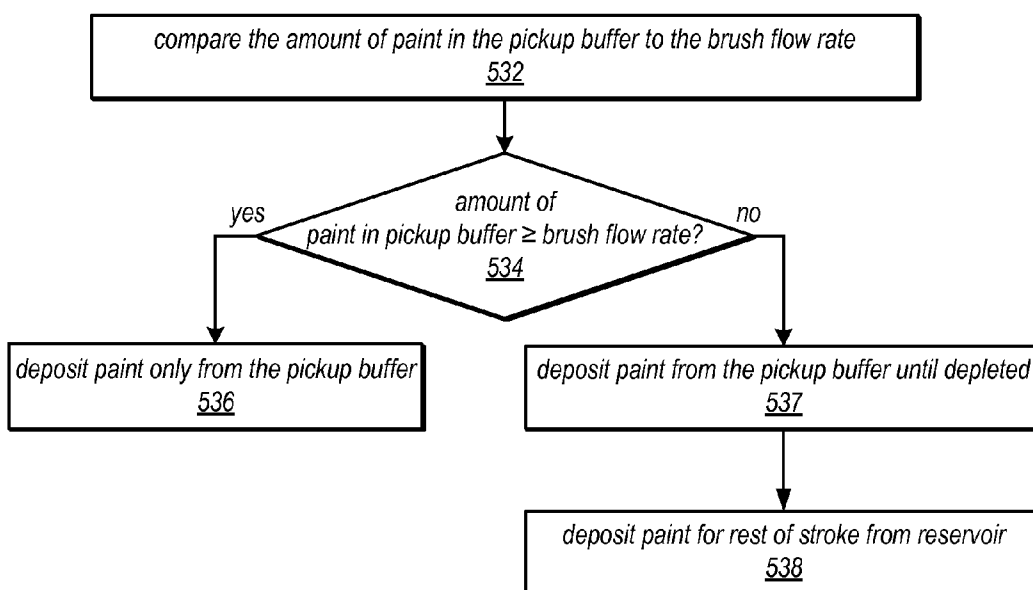 compare the amount of paint in the pickup buffer to the brush flow rate
532
amount of
yes
no
paint in pickup buffer ≥ brush flow rate?
534
deposit paint only from the pickup buffer
536
deposit paint from the pickup buffer until depleted
537
deposit paint for rest of stroke from reservoir
538